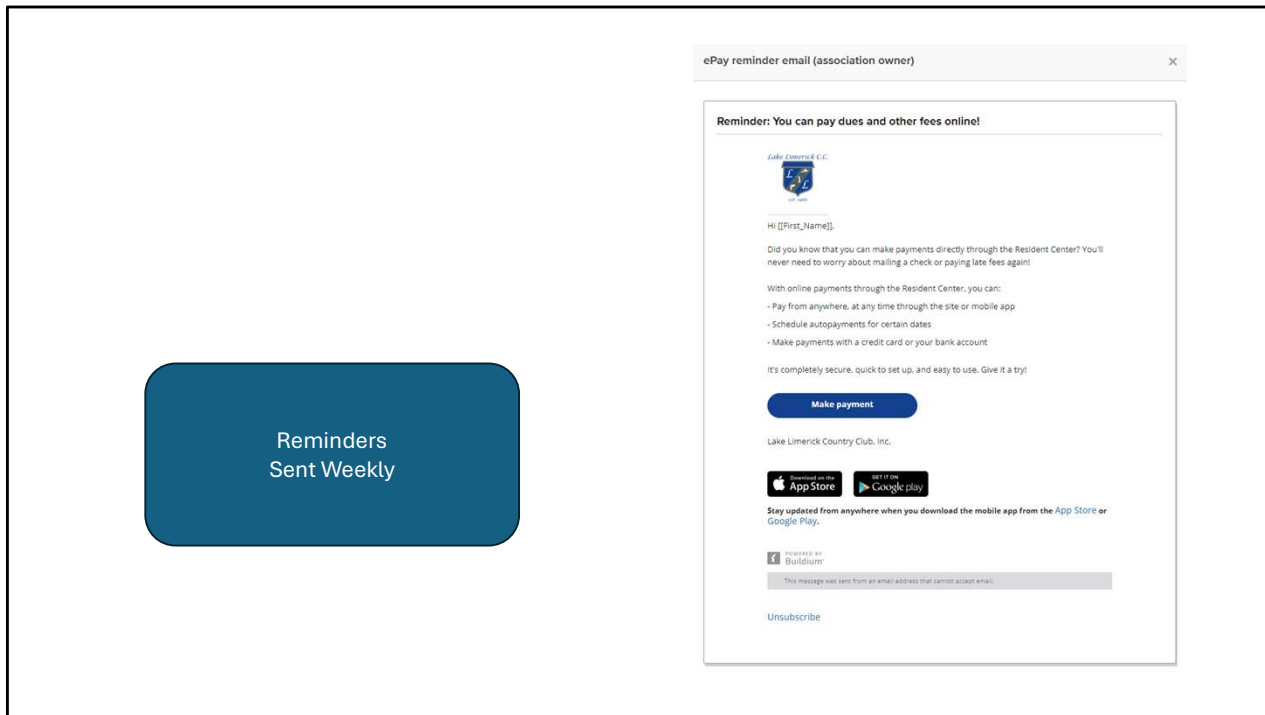 Reminders
Sent Weekly
ePay reminder email (association owner)
Reminder: You can pay dues and other fees online!
Lake Limerick C.C.
L
L
est. 1966
Hi [[First_Name]],
Did you know that you can make payments directly through the Resident Center? You'll
never need to worry about mailing a check or paying late fees again!
With online payments through the Resident Center, you can:
- Pay from anywhere, at any time through the site or mobile app
- Schedule autopayments for certain dates
- Make payments with a credit card or your bank account
It's completely secure, quick to set up, and easy to use. Give it a try!
Make payment
Lake Limerick Country Club, Inc.
Download on the
App Store
GET IT ON
Google play
Stay updated from anywhere when you download the mobile app from the App Store or
Google Play.
POWERED BY
Buildium
This message was sent from an email address that cannot accept email.
Unsubscribe